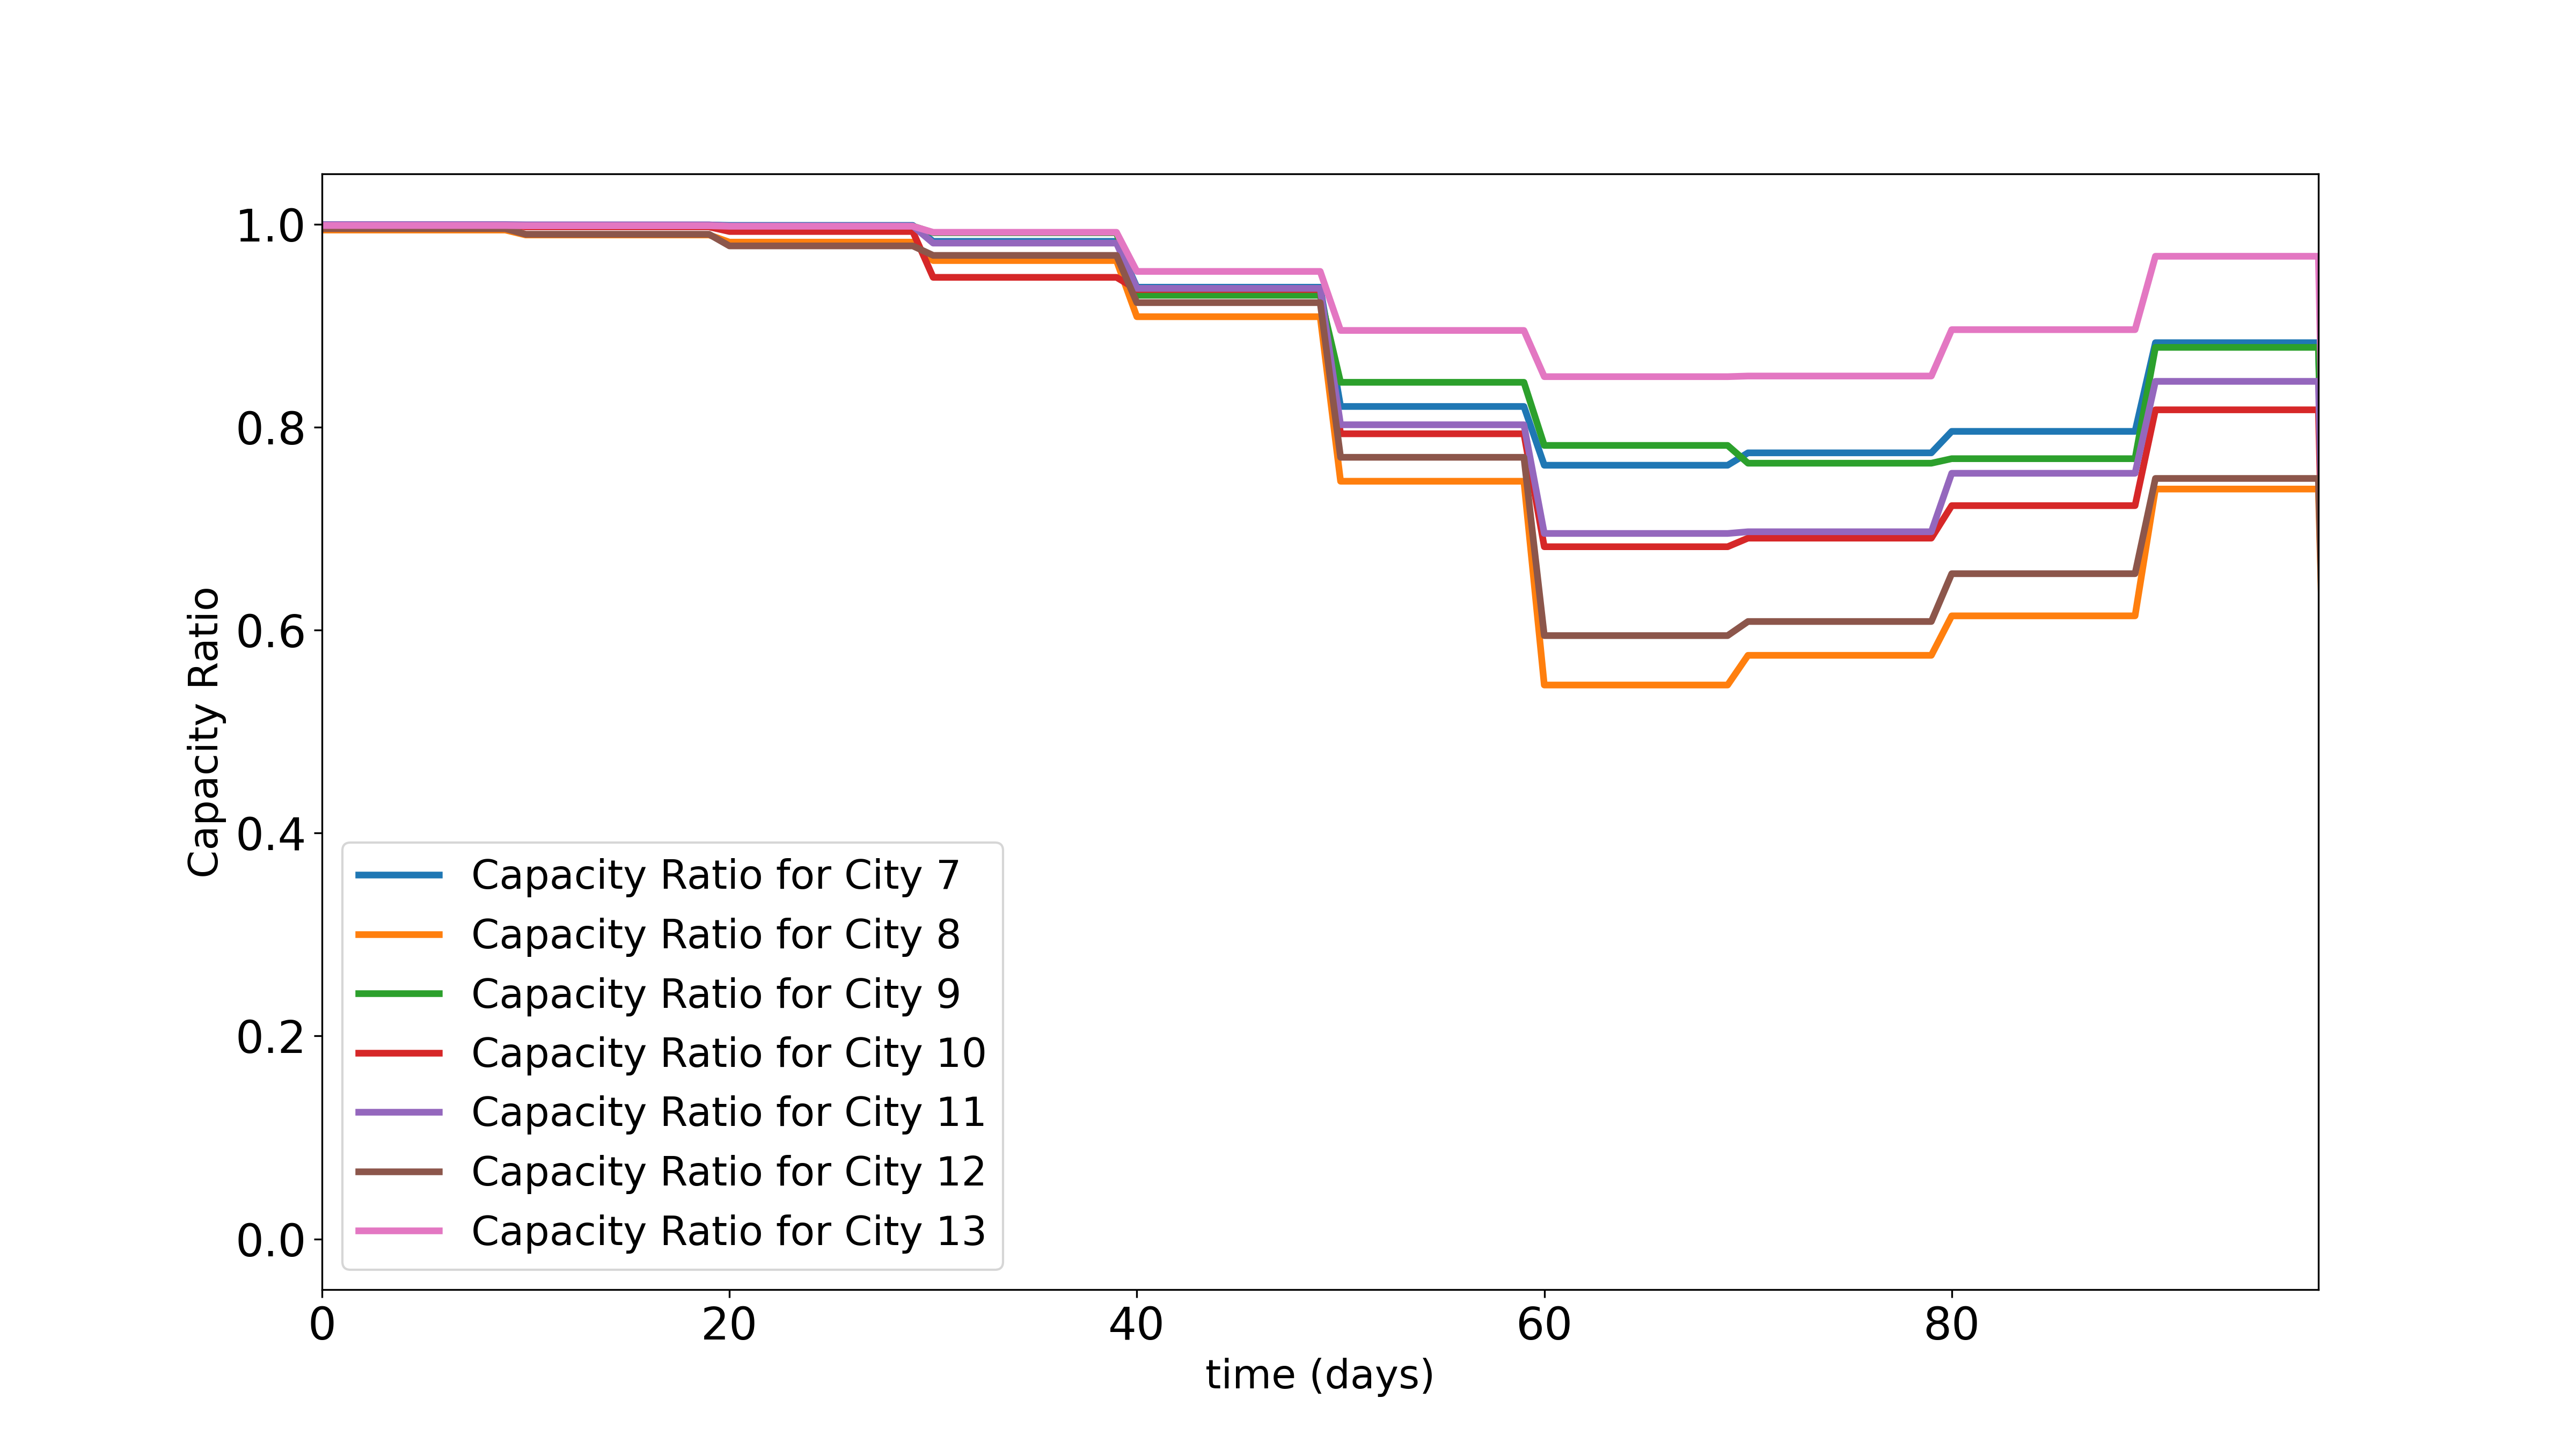 1.0
0.8
0.6
0.4
0.2
0.0
Capacity Ratio
Capacity Ratio for City 7
Capacity Ratio for City 8
Capacity Ratio for City 9
Capacity Ratio for City 10
Capacity Ratio for City 11
Capacity Ratio for City 12
Capacity Ratio for City 13
0 20 40 60 80
time (days)